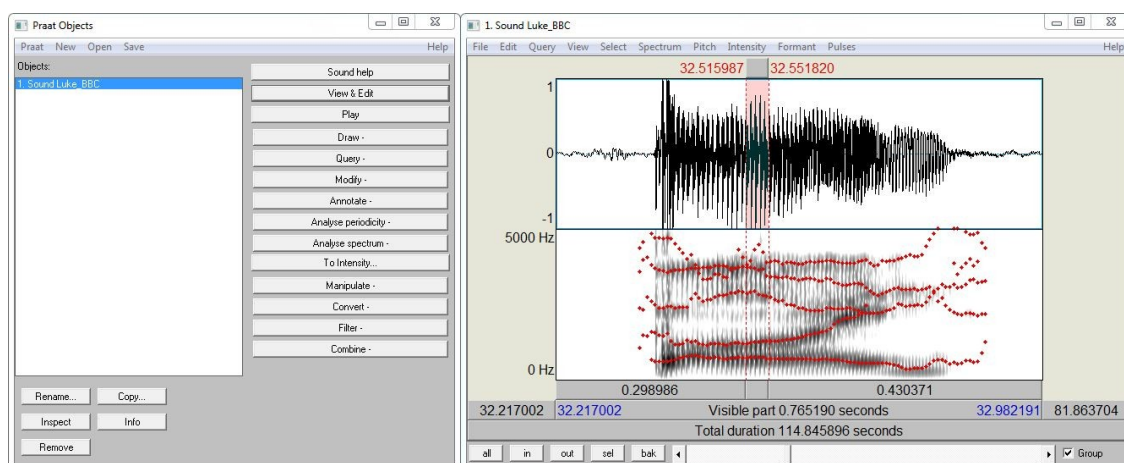 Praat Objects
Praat New Open Save Help
Objects:
1. Sound Luke_BBC
Sound help
View & Edit
Play
Draw -
Query -
Modify -
Annotate -
Analyse periodicity -
Analyse spectrum -
To Intensity...
Manipulate -
Convert -
Filter -
Combine -
Rename... Copy...
Inspect Info
Remove
1. Sound Luke_BBC
File Edit Query View Select Spectrum Pitch Intensity Formant Pulses Help
32.515987 32.551820
1
0
-1
5000 Hz
0 Hz
0.298986 0.430371
32.217002 32.217002 Visible part 0.765190 seconds 32.982191 81.863704
Total duration 114.845896 seconds
all in out sel bak Group